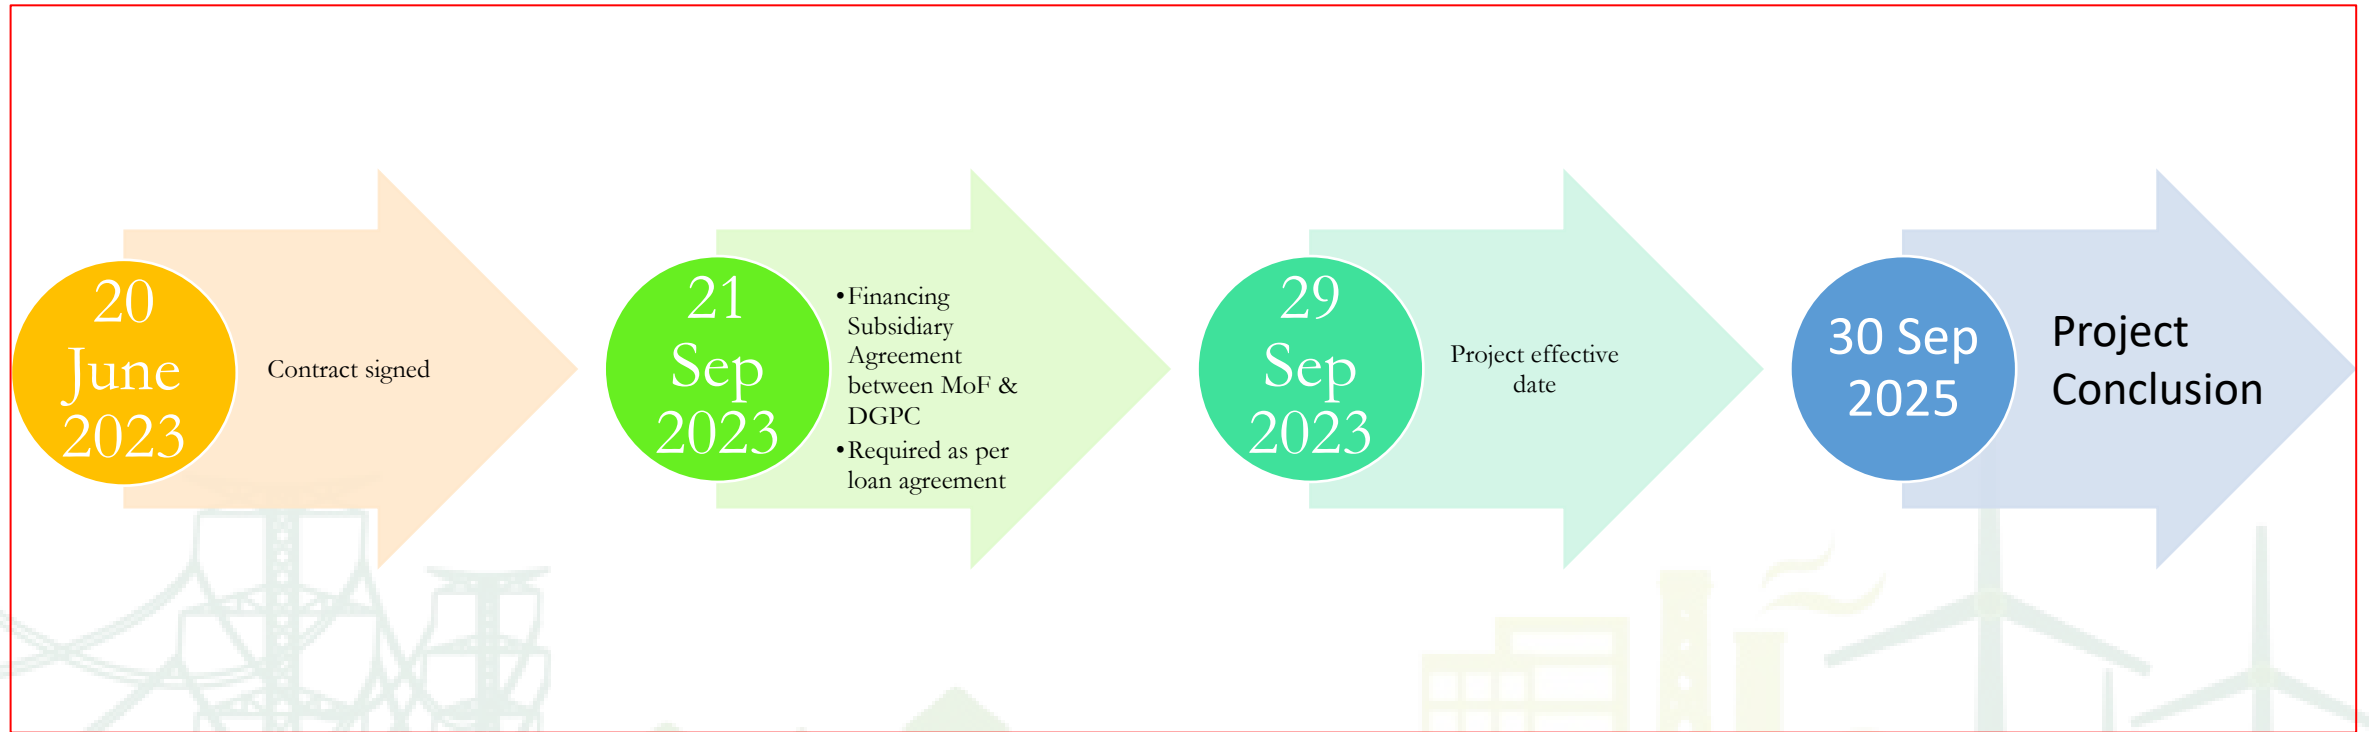 20
June
2023
Contract signed
21
Sep
2023
•Financing
Subsidiary
Agreement
between MoF &
DGPC
•Required as per
loan agreement
29
Sep
2023
Project effective
date
30 Sep
2025
Project
Conclusion